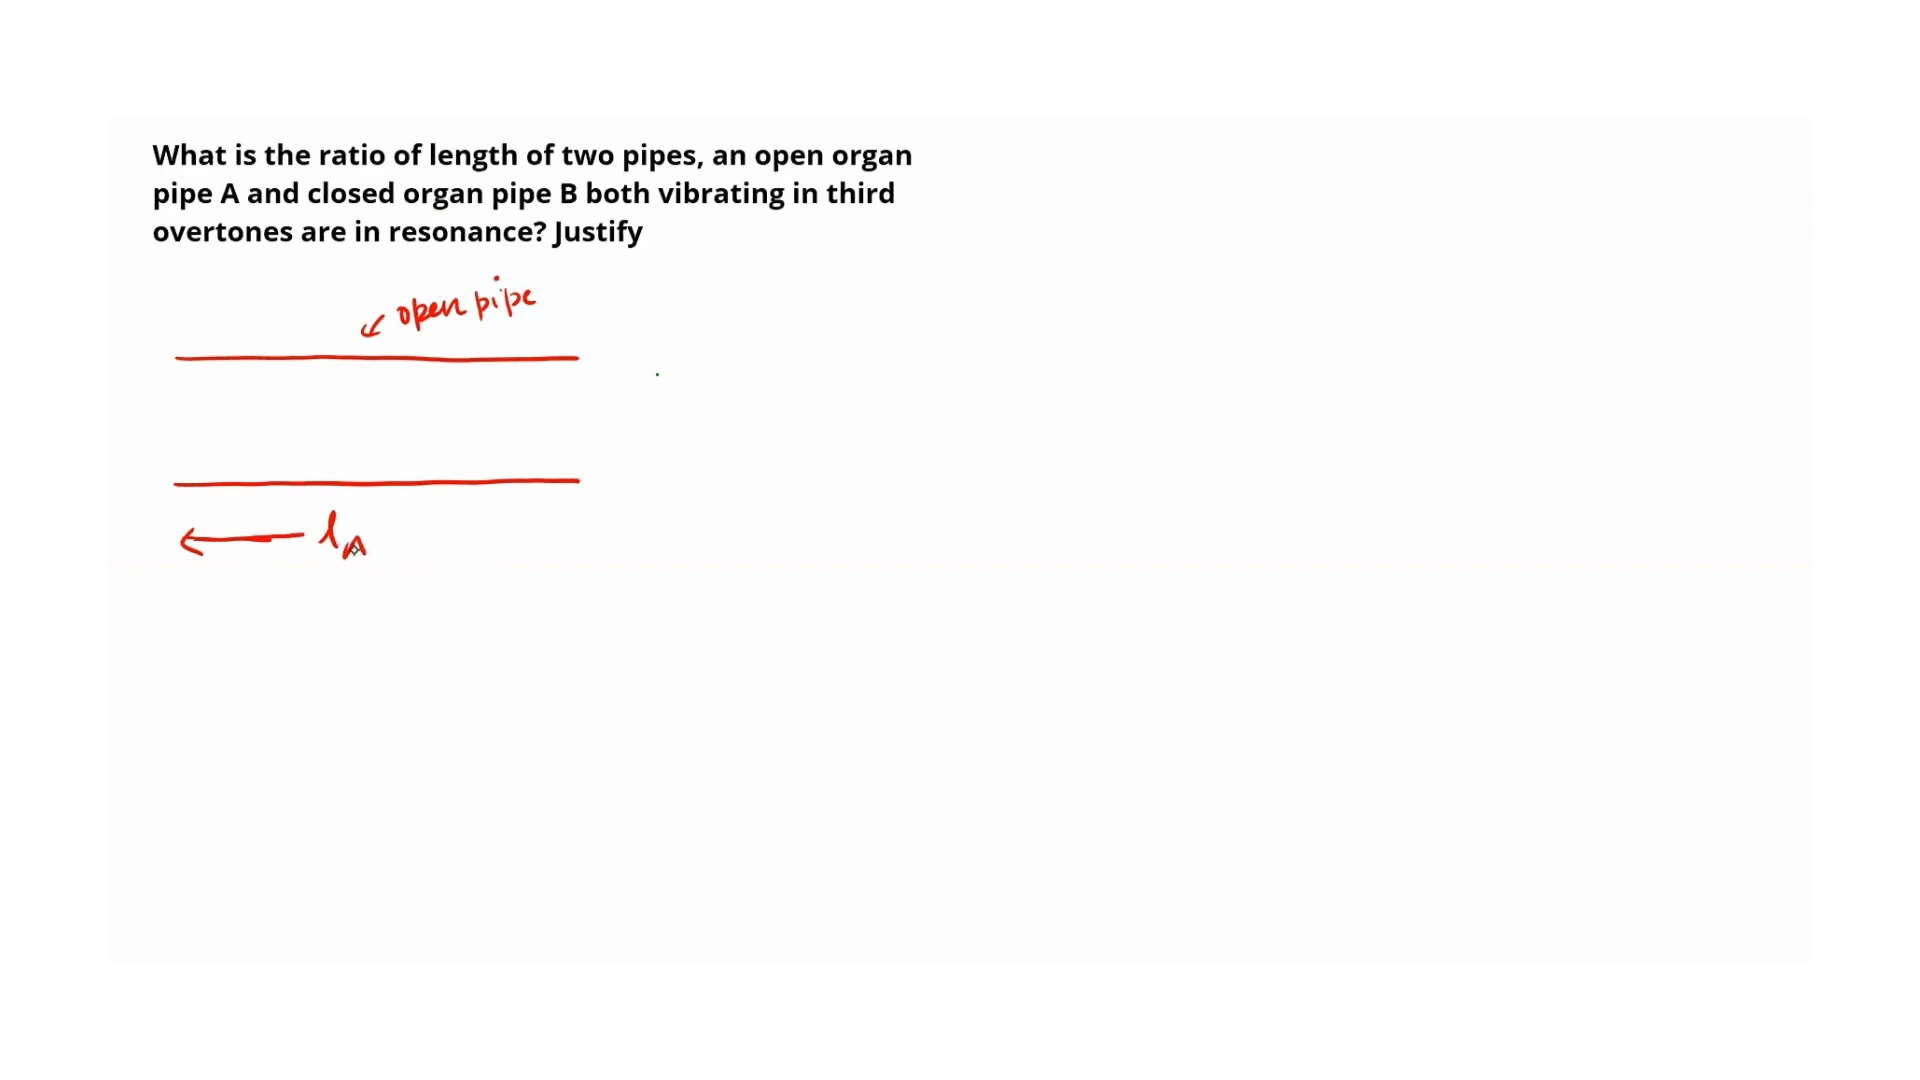 What is the ratio of length of two pipes, an open organ
pipe A and closed organ pipe B both vibrating in third
overtones are in resonance? Justify
open pipe
l_A